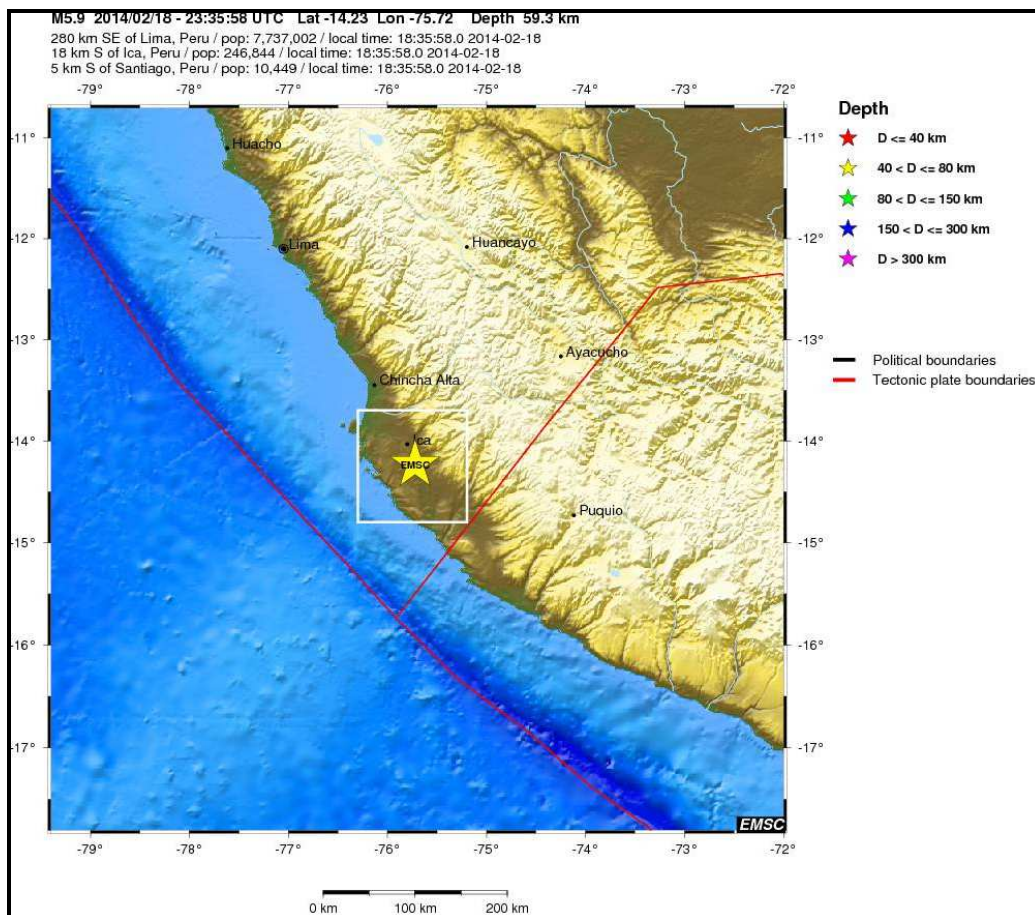 M5.9 2014/02/18 - 23:35:58 UTC Lat -14.23 Lon -75.72 Depth 59.3 km
280 km SE of Lima, Peru / pop: 7,737,002 / local time: 18:35:58.0 2014-02-18
18 km S of Ica, Peru / pop: 246,844 / local time: 18:35:58.0 2014-02-18
5 km S of Santiago, Peru / pop: 10,449 / local time: 18:35:58.0 2014-02-18
-79° -78° -77° -76° -75° -74° -73° -72°
Depth
D <= 40 km
40 < D <= 80 km
80 < D <= 150 km
150 < D <= 300 km
D > 300 km
-11°
Huacho
-12°
Lima
Huancayo
-13°
Ayacucho
Political boundaries
Tectonic plate boundaries
Chincha Alta
-14°
Ica
EMSC
Puquio
-15°
-16°
-17°
EMSC
-11°
-12°
-13°
-14°
-15°
-16°
-17°
-79° -78° -77° -76° -75° -74° -73° -72°
0 km 100 km 200 km